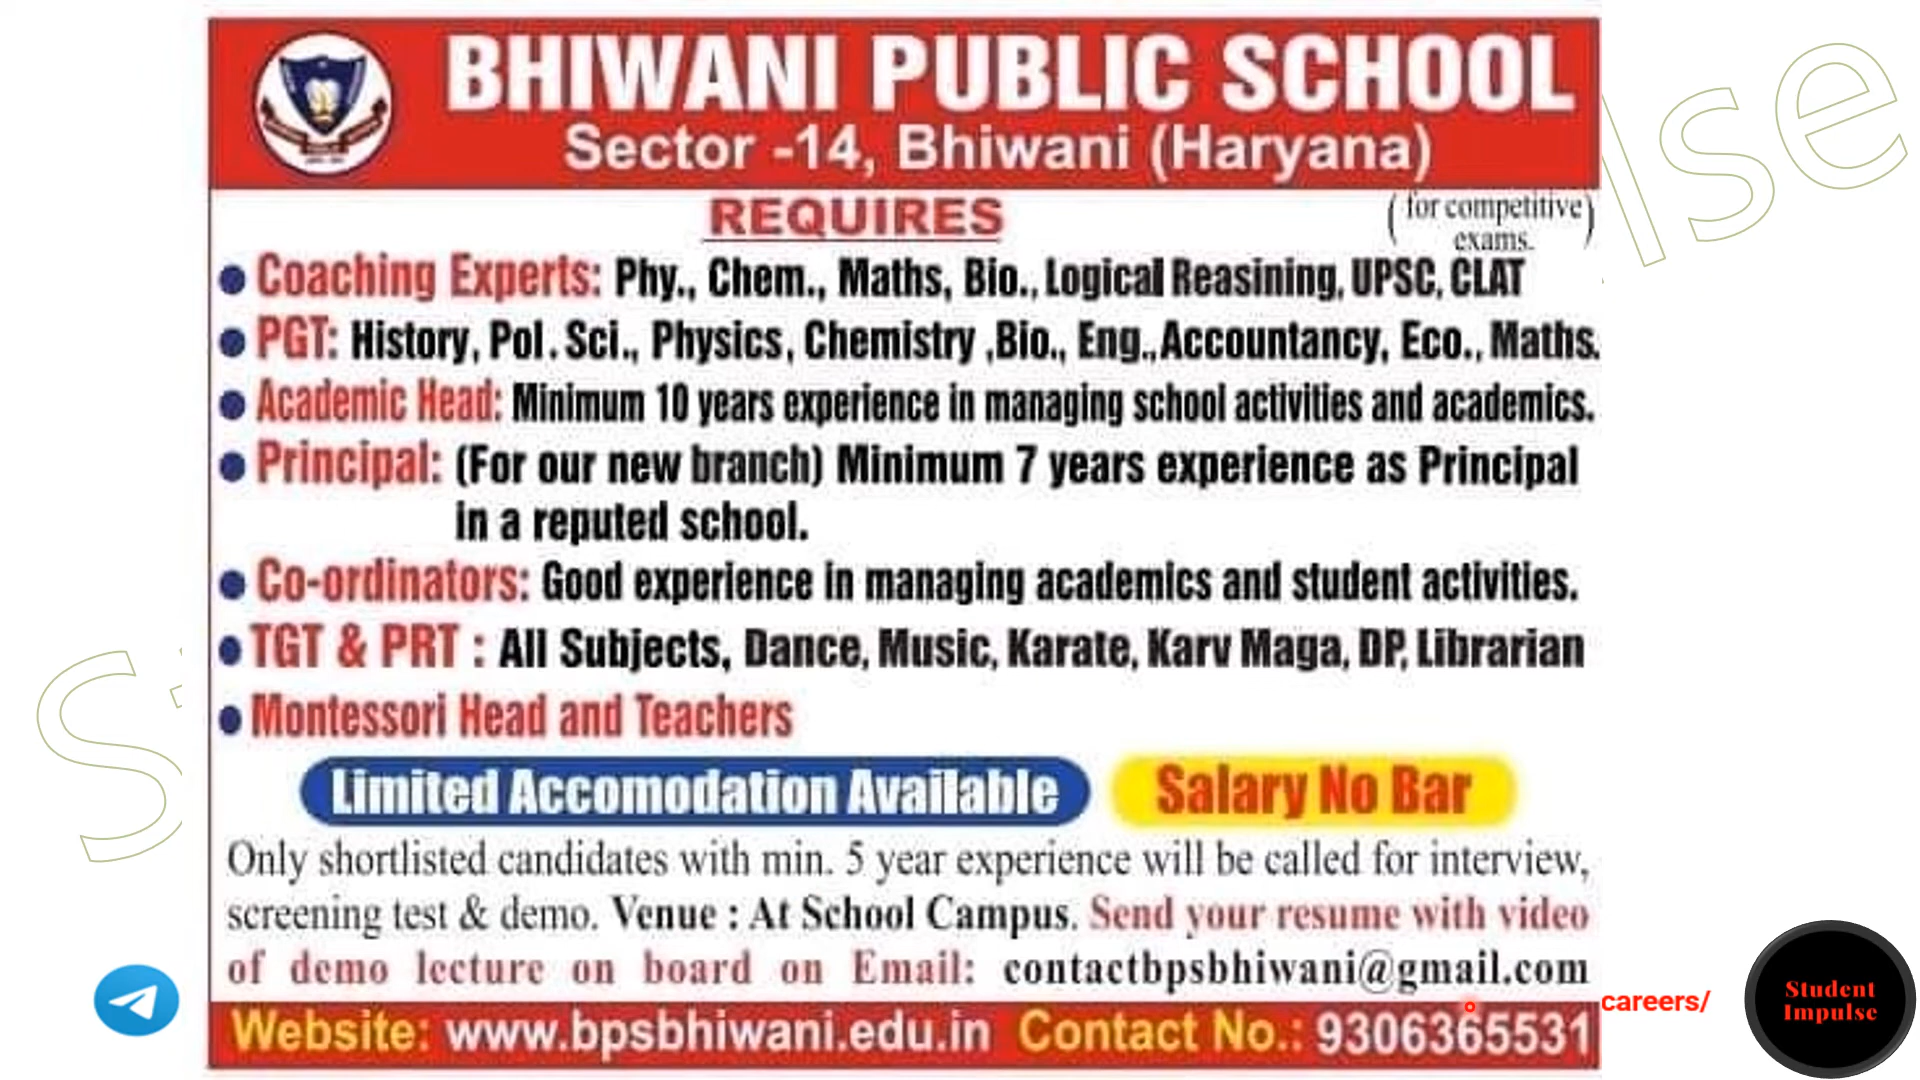 BHIWANI PUBLIC SCHOOL
Sector -14, Bhiwani (Haryana)
REQUIRES
(for competitive exams.)
• Coaching Experts: Phy., Chem., Maths, Bio., Logical Reasining, UPSC, CLAT
• PGT: History, Pol. Sci., Physics, Chemistry ,Bio., Eng.,Accountancy, Eco., Maths.
• Academic Head: Minimum 10 years experience in managing school activities and academics.
• Principal: (For our new branch) Minimum 7 years experience as Principal
in a reputed school.
• Co-ordinators: Good experience in managing academics and student activities.
• TGT & PRT : All Subjects, Dance, Music, Karate, Karv Maga, DP, Librarian
• Montessori Head and Teachers
Limited Accomodation Available Salary No Bar
Only shortlisted candidates with min. 5 year experience will be called for interview,
screening test & demo. Venue : At School Campus. Send your resume with video
of demo lecture on board on Email: contactbpsbhiwani@gmail.com
Website: www.bpsbhiwani.edu.in Contact No.: 9306365531
careers/
Student
Impulse